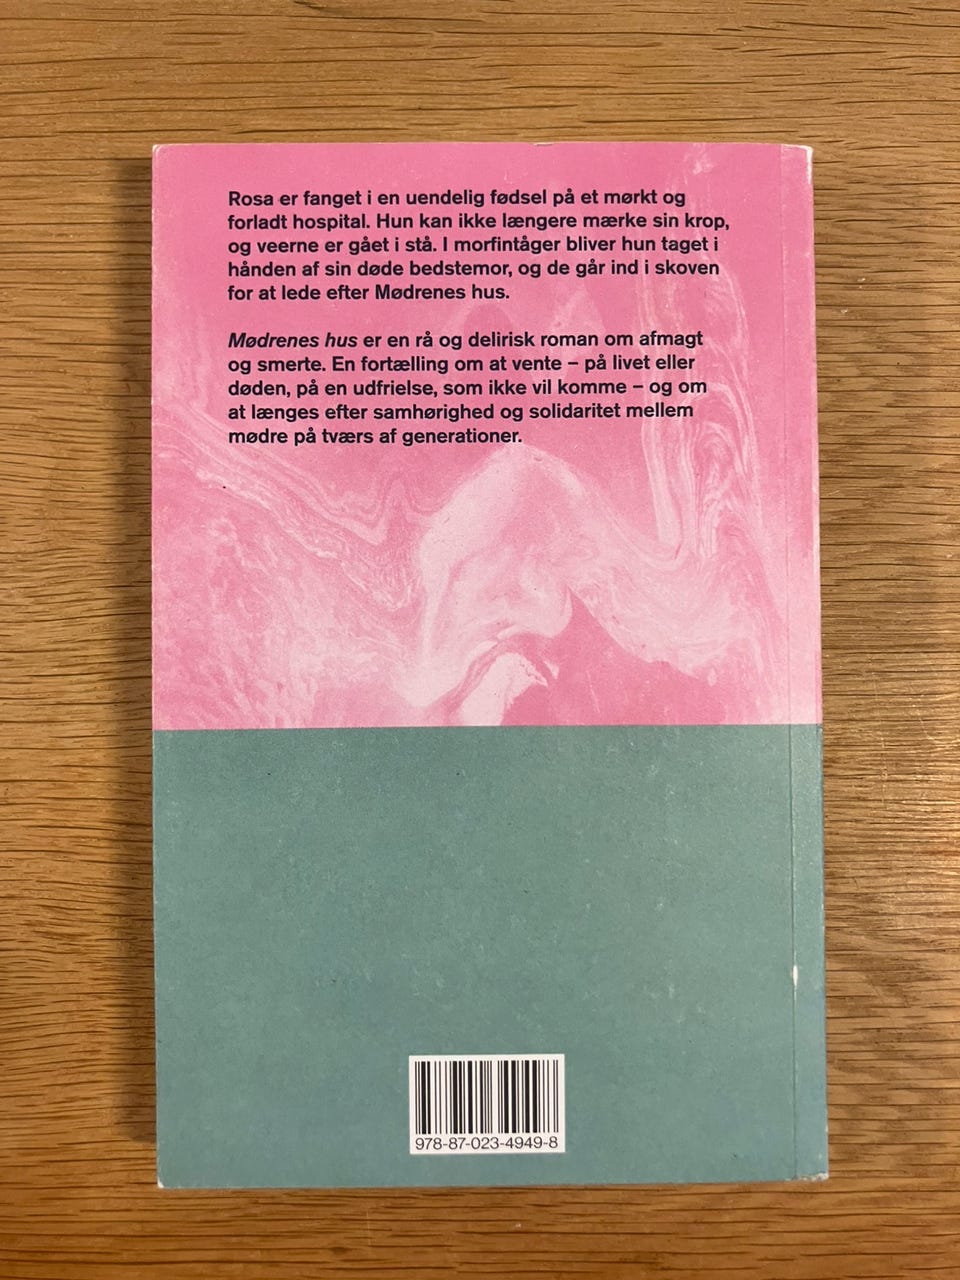 Rosa er fanget i en uendelig fødsel på et mørkt og
forladt hospital. Hun kan ikke længere mærke sin krop,
og veerne er gået i stå. I morfintåger bliver hun taget i
hånden af sin døde bedstemor, og de går ind i skoven
for at lede efter Mødrenes hus.
Mødrenes hus er en rå og delirisk roman om afmagt
og smerte. En fortælling om at vente – på livet eller
døden, på en udfrielse, som ikke vil komme – og om
at længes efter samhørighed og solidaritet mellem
mødre på tværs af generationer.
978-87-023-4949-8